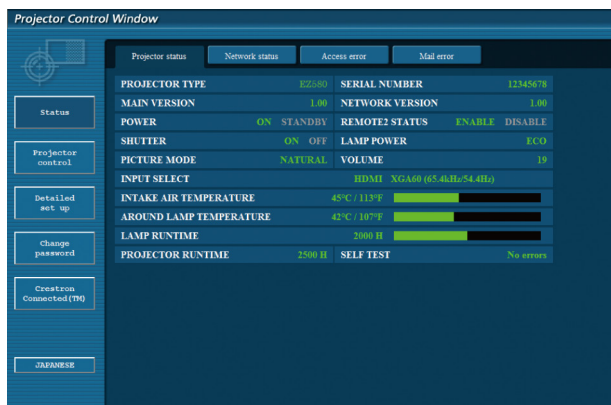 Projector Control Window
Projector status Network status Access error Mail error
Status
Projector control
Detailed set up
Change password
Crestron Connected(TM)
JAPANESE
PROJECTOR TYPE EZ580 SERIAL NUMBER 12345678
MAIN VERSION 1.00 NETWORK VERSION 1.00
POWER ON STANDBY REMOTE2 STATUS ENABLE DISABLE
SHUTTER ON OFF LAMP POWER ECO
PICTURE MODE NATURAL VOLUME 19
INPUT SELECT HDMI XGA60 (65.4kHz/54.4Hz)
INTAKE AIR TEMPERATURE 45°C / 113°F
AROUND LAMP TEMPERATURE 42°C / 107°F
LAMP RUNTIME 2000 H
PROJECTOR RUNTIME 2500 H SELF TEST No errors